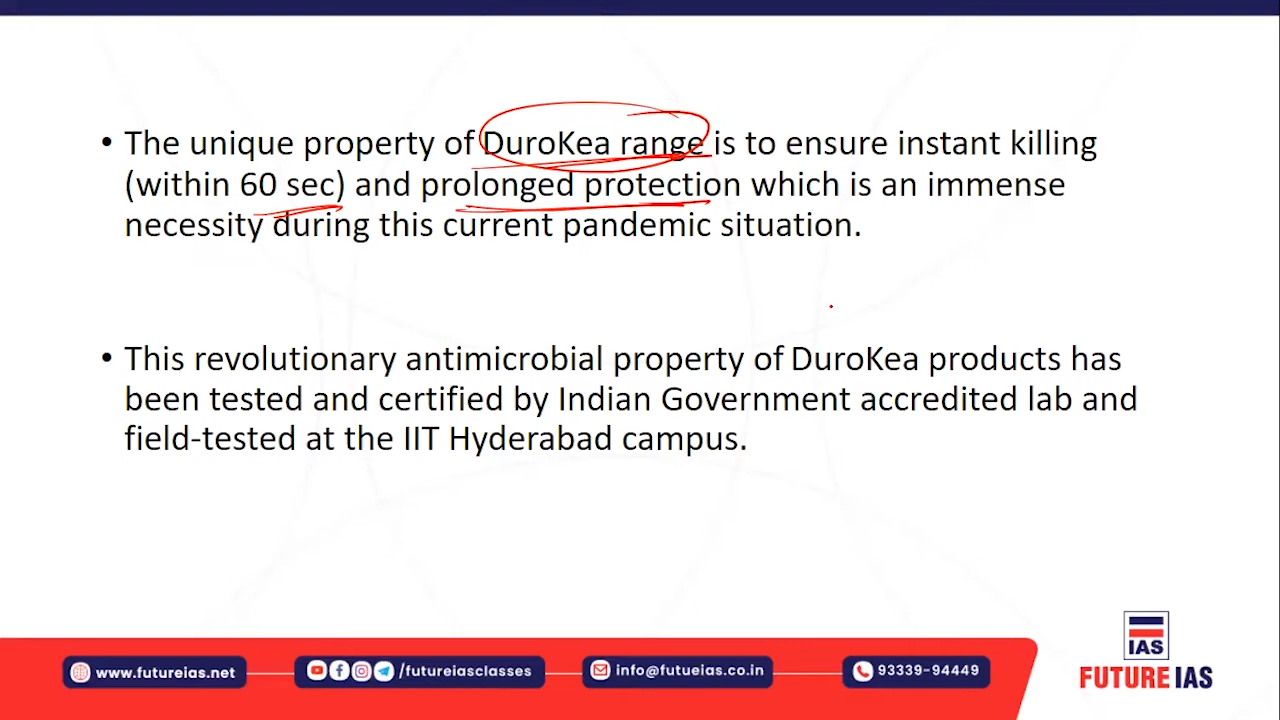 • The unique property of DuroKea range is to ensure instant killing
(within 60 sec) and prolonged protection which is an immense
necessity during this current pandemic situation.
• This revolutionary antimicrobial property of DuroKea products has
been tested and certified by Indian Government accredited lab and
field-tested at the IIT Hyderabad campus.
IAS
www.futureias.net
/futureiasclasses
info@futueias.co.in
93339-94449
FUTURE IAS